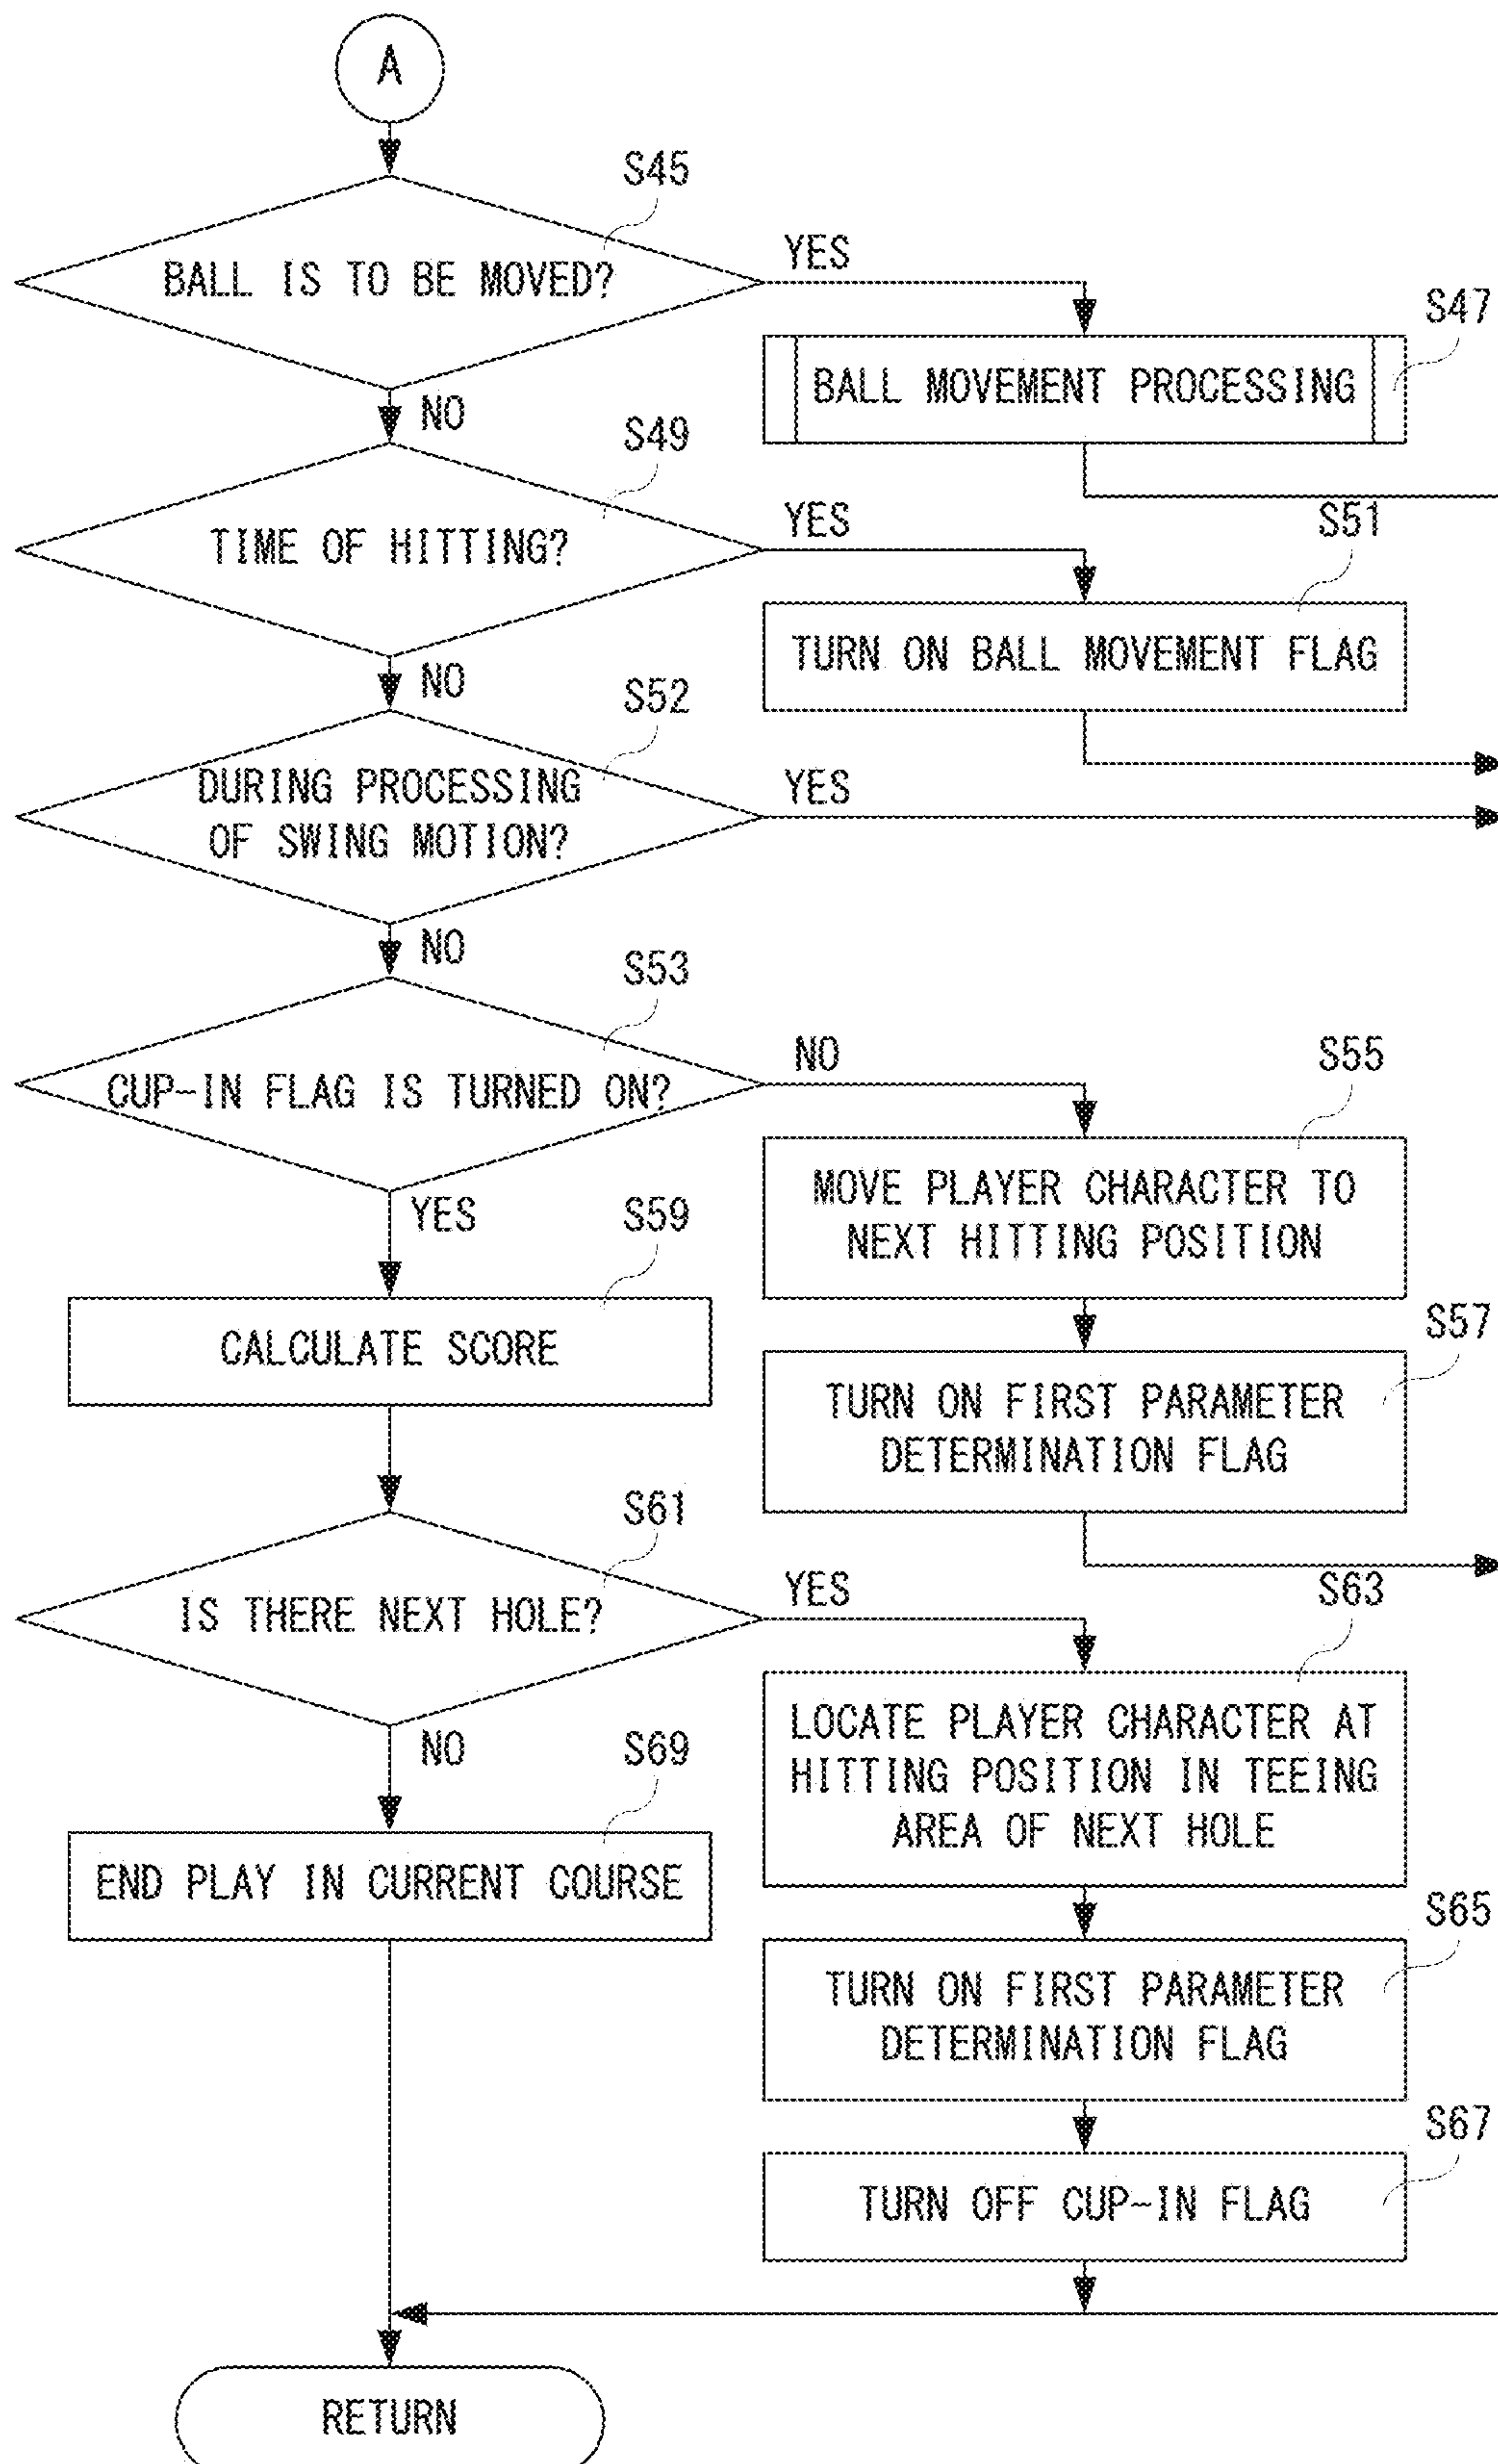 A
S45
BALL IS TO BE MOVED?
YES
S47
BALL MOVEMENT PROCESSING
NO
S49
TIME OF HITTING?
YES
S51
TURN ON BALL MOVEMENT FLAG
NO
S52
DURING PROCESSING
OF SWING MOTION?
YES
NO
S53
CUP-IN FLAG IS TURNED ON?
NO
S55
MOVE PLAYER CHARACTER TO
NEXT HITTING POSITION
YES
S59
CALCULATE SCORE
S57
TURN ON FIRST PARAMETER
DETERMINATION FLAG
S61
IS THERE NEXT HOLE?
YES
S63
LOCATE PLAYER CHARACTER AT
HITTING POSITION IN TEEING
AREA OF NEXT HOLE
NO
S69
END PLAY IN CURRENT COURSE
S65
TURN ON FIRST PARAMETER
DETERMINATION FLAG
S67
TURN OFF CUP-IN FLAG
RETURN